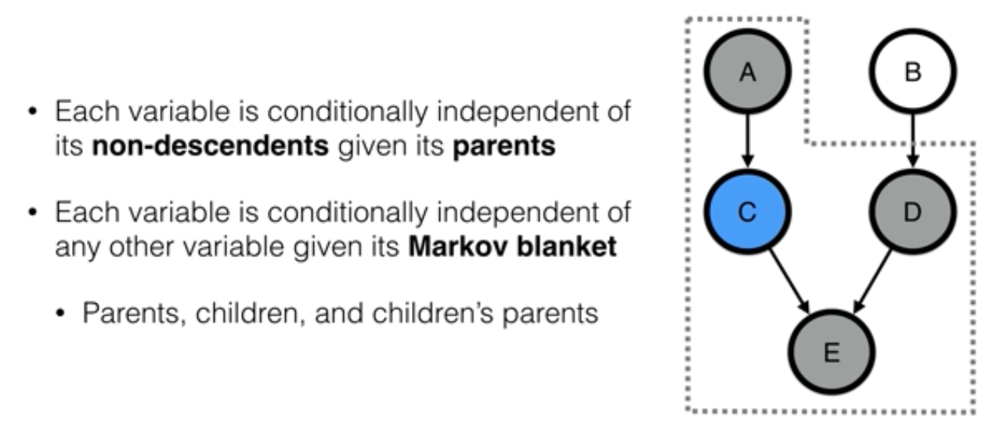 • Each variable is conditionally independent of
its non-descendents given its parents
• Each variable is conditionally independent of
any other variable given its Markov blanket
• Parents, children, and children’s parents
A
B
C
D
E